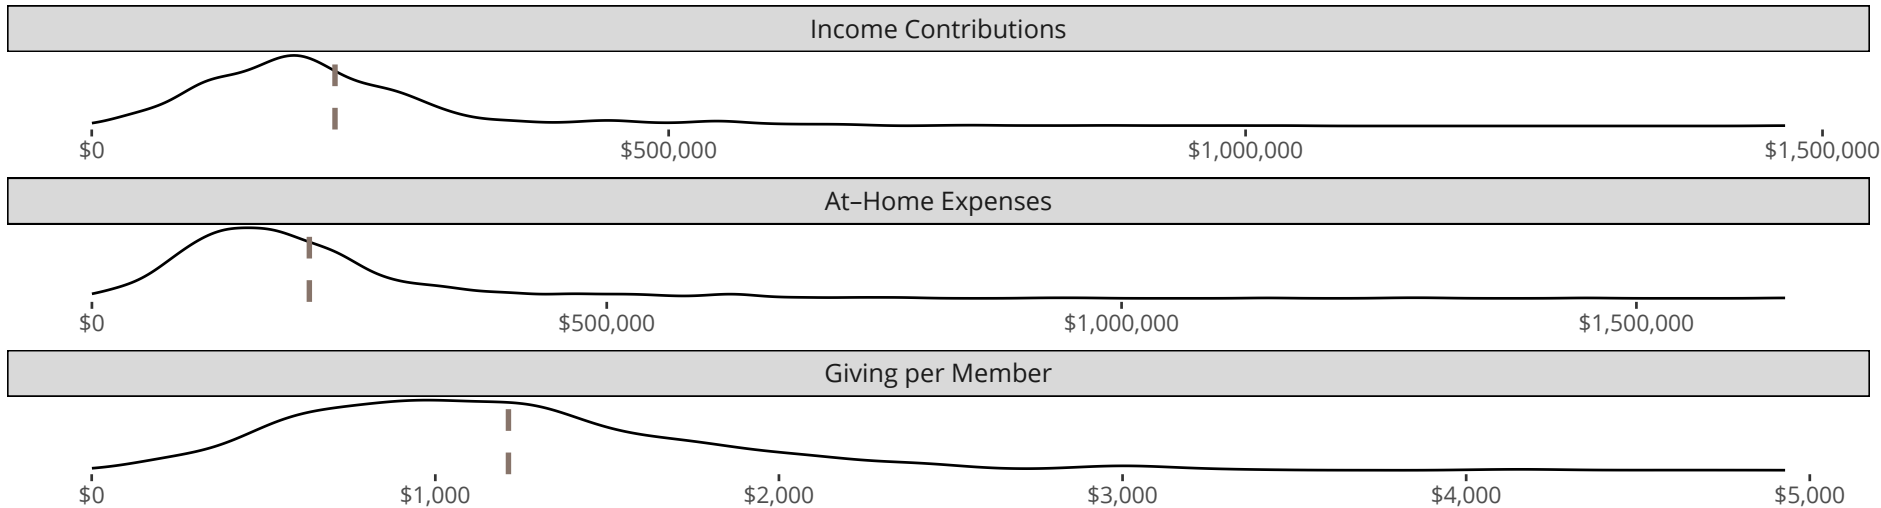 Income Contributions
$0 $500,000 $1,000,000 $1,500,000
At–Home Expenses
$0 $500,000 $1,000,000 $1,500,000
Giving per Member
$0 $1,000 $2,000 $3,000 $4,000 $5,000